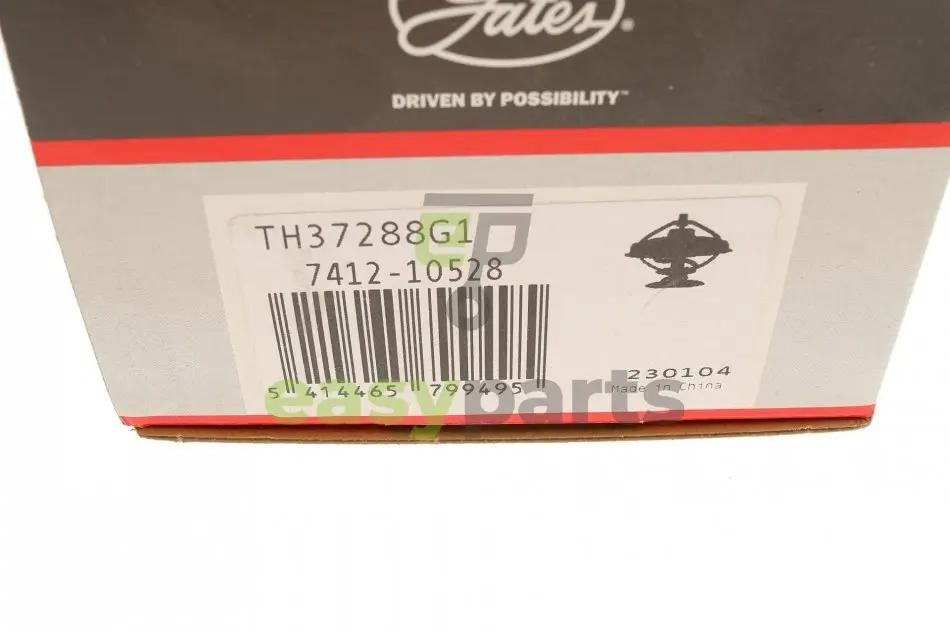 Gates®
DRIVEN BY POSSIBILITY™
TH37288G1
7412-10528
5 414465 799495
230104
Made in China
easyparts